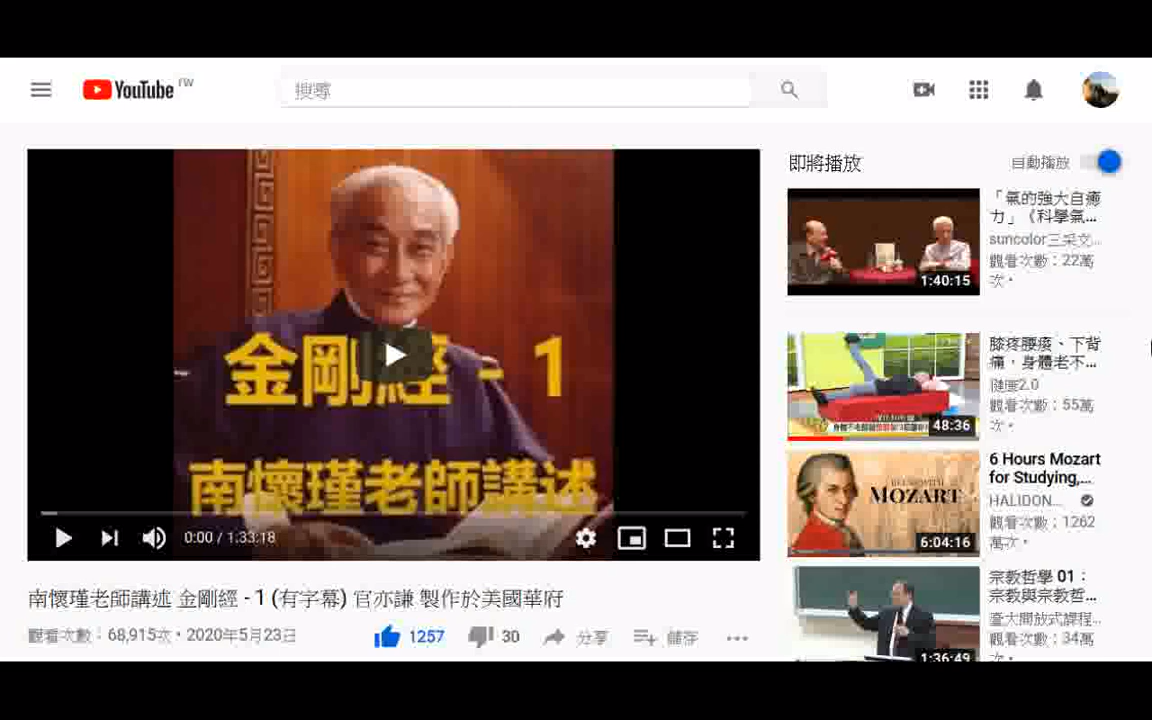 YouTube TW
搜尋
金剛經 - 1
南懷瑾老師講述
0:00 / 1:33:18
南懷瑾老師講述 金剛經 - 1 (有字幕) 官亦謙 製作於美國華府
觀看次數：68,915次・2020年5月23日
1257
30
分享
儲存
即將播放
自動播放
1:40:15
「氣的強大自癒
力」《科學氣...
suncolor三采文...
觀看次數：22萬
次・
48:36
膝疼腰痠、下背
痛，身體老不...
健康2.0
觀看次數：55萬
次・
MOZART
6:04:16
6 Hours Mozart
for Studying,...
HALIDON...
觀看次數：1262
萬次・
1:36:49
宗教哲學 01：
宗教與宗教哲...
臺大開放式課程...
觀看次數：34萬
次・